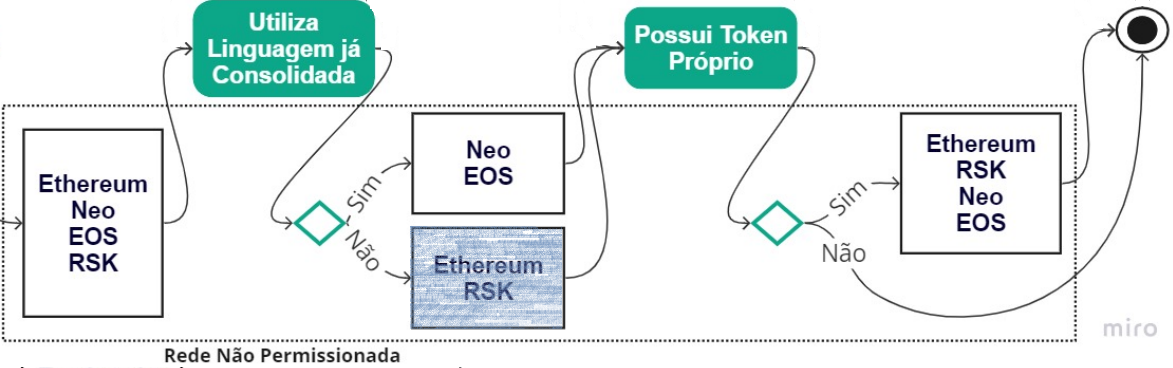 Utiliza
Linguagem já
Consolidada
Possui Token
Próprio
Ethereum
Neo
EOS
RSK
Sim
Não
Neo
EOS
Ethereum
RSK
Sim
Não
Ethereum
RSK
Neo
EOS
miro
Rede Não Permissionada